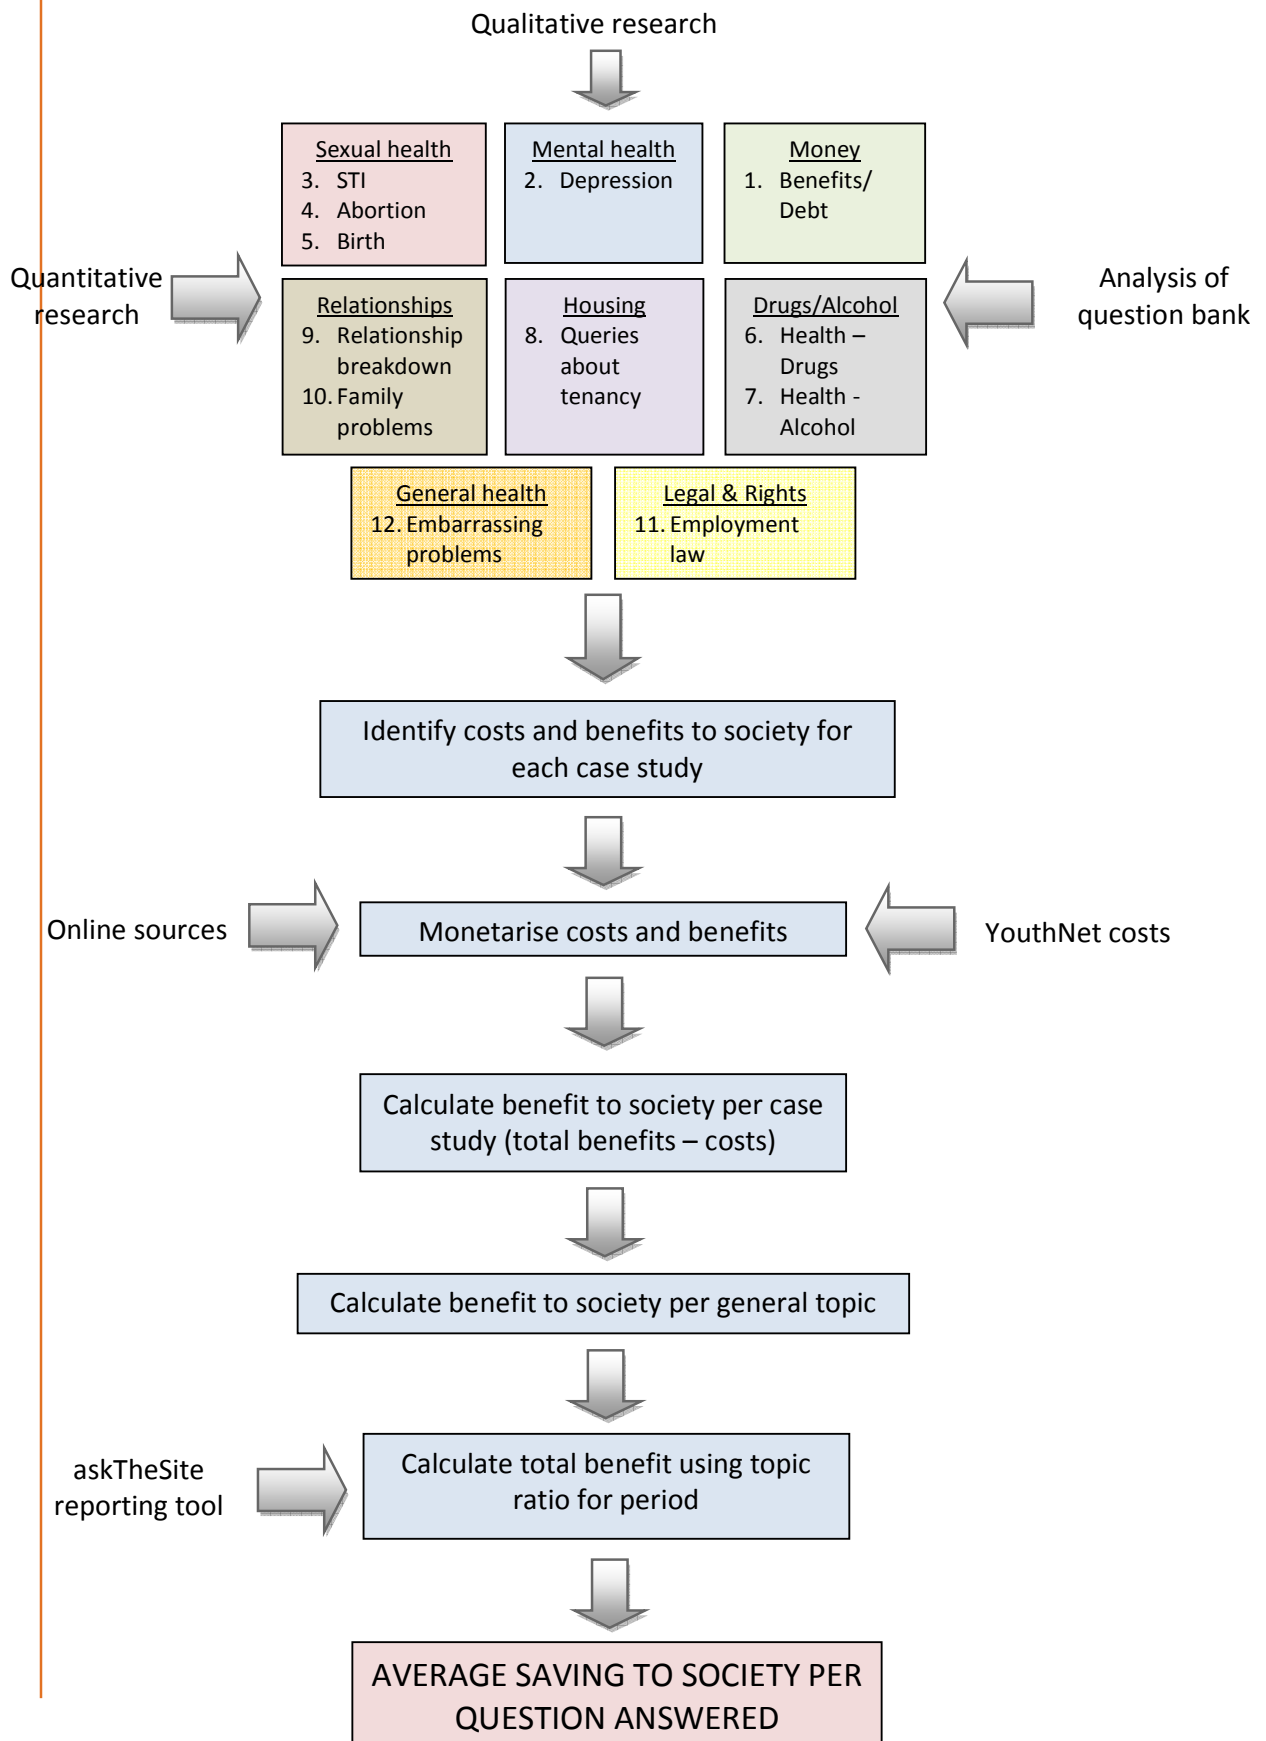 Qualitative research
Sexual health
3. STI
4. Abortion
5. Birth
Mental health
2. Depression
Money
1. Benefits/
Debt
Quantitative
research
Relationships
9. Relationship
breakdown
10. Family
problems
Housing
8. Queries
about
tenancy
Drugs/Alcohol
6. Health –
Drugs
7. Health -
Alcohol
Analysis of
question bank
General health
12. Embarrassing
problems
Legal & Rights
11. Employment
law
Identify costs and benefits to society for
each case study
Online sources
Monetarise costs and benefits
YouthNet costs
Calculate benefit to society per case
study (total benefits – costs)
Calculate benefit to society per general topic
askTheSite
reporting tool
Calculate total benefit using topic
ratio for period
AVERAGE SAVING TO SOCIETY PER
QUESTION ANSWERED